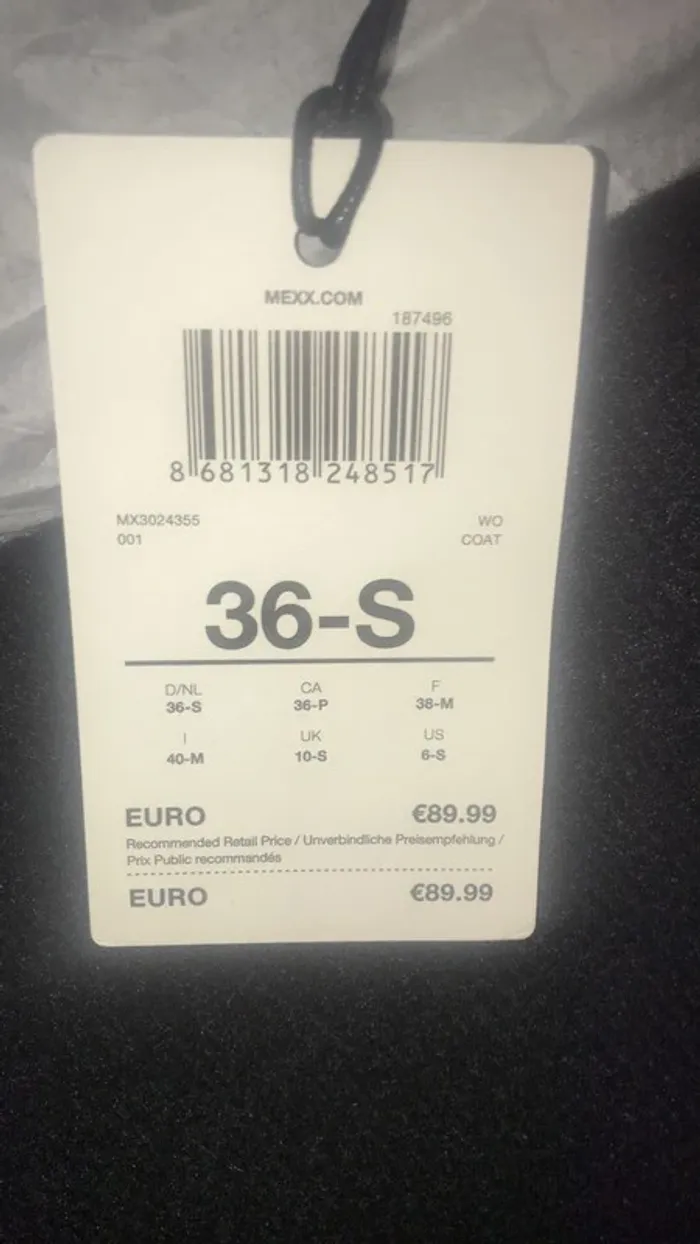 MEXX.COM
187496
8 681318 248517
MX3024355 WO
001 COAT
36-S
D/NL CA F
36-S 36-P 38-M
I UK US
40-M 10-S 6-S
EURO €89.99
Recommended Retail Price / Unverbindliche Preisempfehlung /
Prix Public recommandés
EURO €89.99